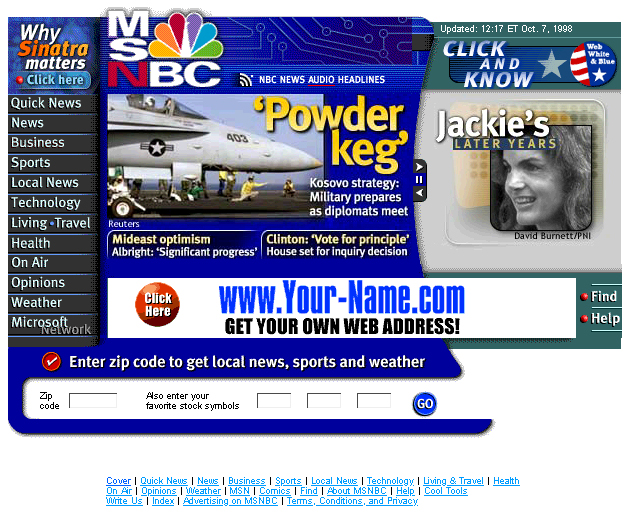 Why
Sinatra
matters
Click here
MSNBC
NBC NEWS AUDIO HEADLINES
Updated: 12:17 ET Oct. 7, 1998
CLICK
AND
KNOW
Web
White
& Blue
Quick News
News
Business
Sports
Local News
Technology
Living • Travel
Health
On Air
Opinions
Weather
Microsoft
Network
403
'Powder
keg'
Kosovo strategy:
Military prepares
as diplomats meet
Reuters
Mideast optimism
Albright: 'Significant progress'
Clinton: 'Vote for principle'
House set for inquiry decision
Jackie's
LATER YEARS
David Burnett/PNI
Click
Here
www.Your-Name.com
GET YOUR OWN WEB ADDRESS!
Find
Help
Enter zip code to get local news, sports and weather
Zip
code
Also enter your
favorite stock symbols
GO
Cover | Quick News | News | Business | Sports | Local News | Technology | Living & Travel | Health
On Air | Opinions | Weather | MSN | Comics | Find | About MSNBC | Help | Cool Tools
Write Us | Index | Advertising on MSNBC | Terms, Conditions, and Privacy